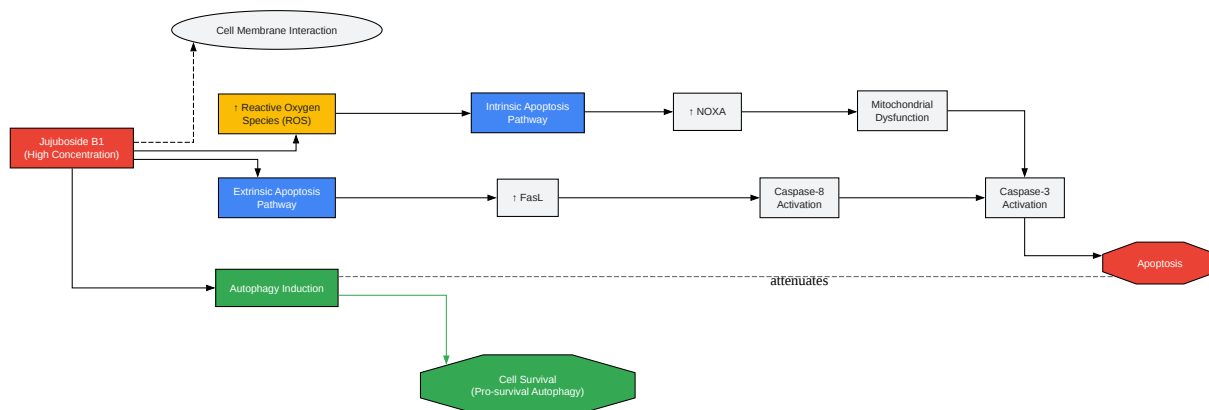 Cell Membrane Interaction
↑ Reactive Oxygen
Species (ROS)
Intrinsic Apoptosis
Pathway
↑ NOXA
Mitochondrial
Dysfunction
Jujuboside B1
(High Concentration)
Extrinsic Apoptosis
Pathway
↑ FasL
Caspase-8
Activation
Caspase-3
Activation
Apoptosis
Autophagy Induction
attenuates
Cell Survival
(Pro-survival Autophagy)